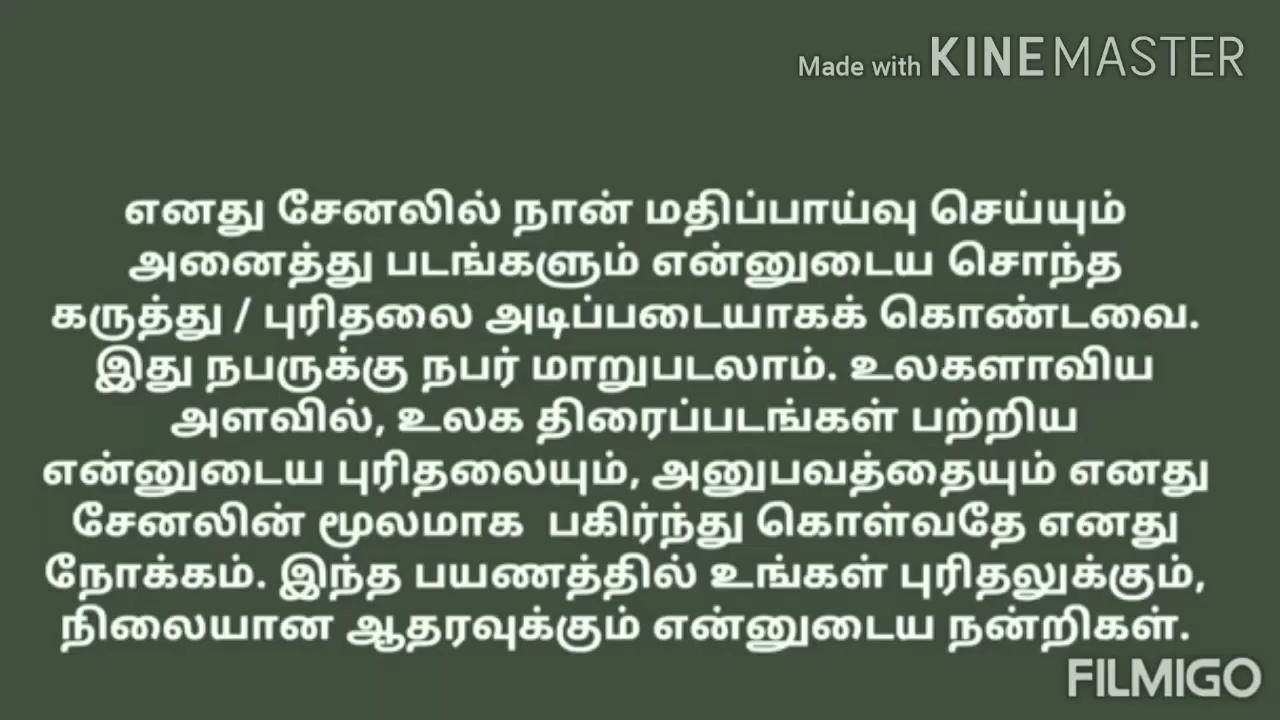 Made with KINEMASTER
எனது சேனலில் நான் மதிப்பாய்வு செய்யும்
அனைத்து படங்களும் என்னுடைய சொந்த
கருத்து / புரிதலை அடிப்படையாகக் கொண்டவை.
இது நபருக்கு நபர் மாறுபடலாம். உலகளாவிய
அளவில், உலக திரைப்படங்கள் பற்றிய
என்னுடைய புரிதலையும், அனுபவத்தையும் எனது
சேனலின் மூலமாக பகிர்ந்து கொள்வதே எனது
நோக்கம். இந்த பயணத்தில் உங்கள் புரிதலுக்கும்,
நிலையான ஆதரவுக்கும் என்னுடைய நன்றிகள்.
FILMIGO